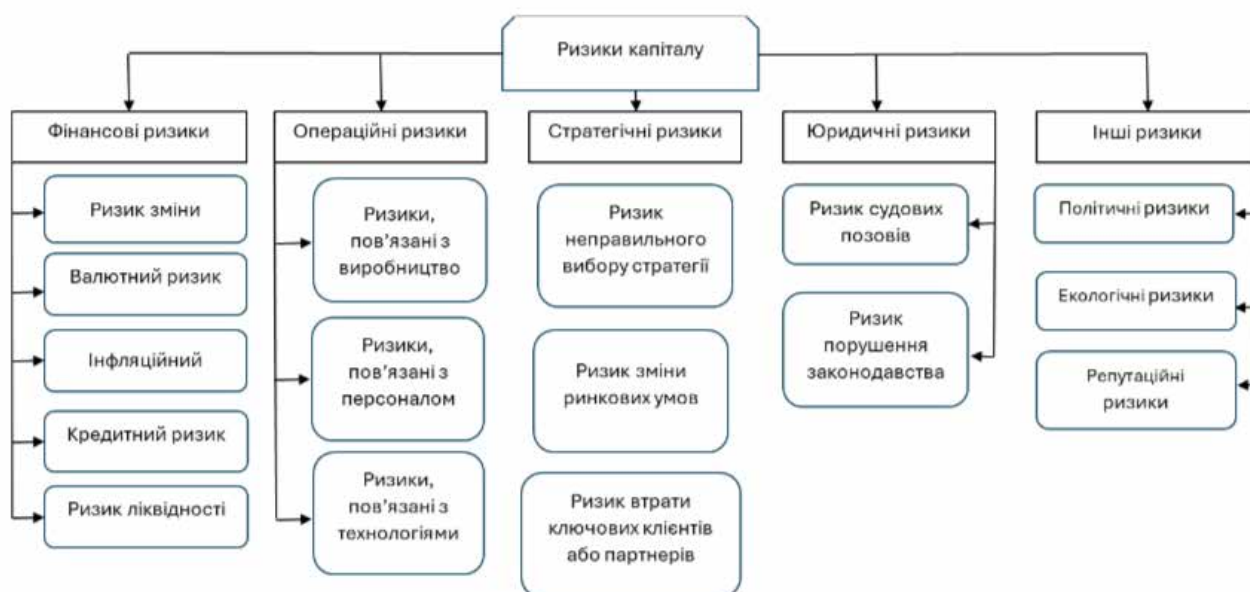 Ризики капіталу
Фінансові ризики
Операційні ризики
Стратегічні ризики
Юридичні ризики
Інші ризики
Ризик зміни
Валютний ризик
Інфляційний
Кредитний ризик
Ризик ліквідності
Ризики,
пов’язані з
виробництво
Ризики,
пов’язані з
персоналом
Ризики,
пов’язані з
технологіями
Ризик
неправильного
вибору стратегії
Ризик зміни
ринкових умов
Ризик втрати
ключових клієнтів
або партнерів
Ризик судових
позовів
Ризик
порушення
законодавства
Політичні ризики
Екологічні ризики
Репутаційні
ризики